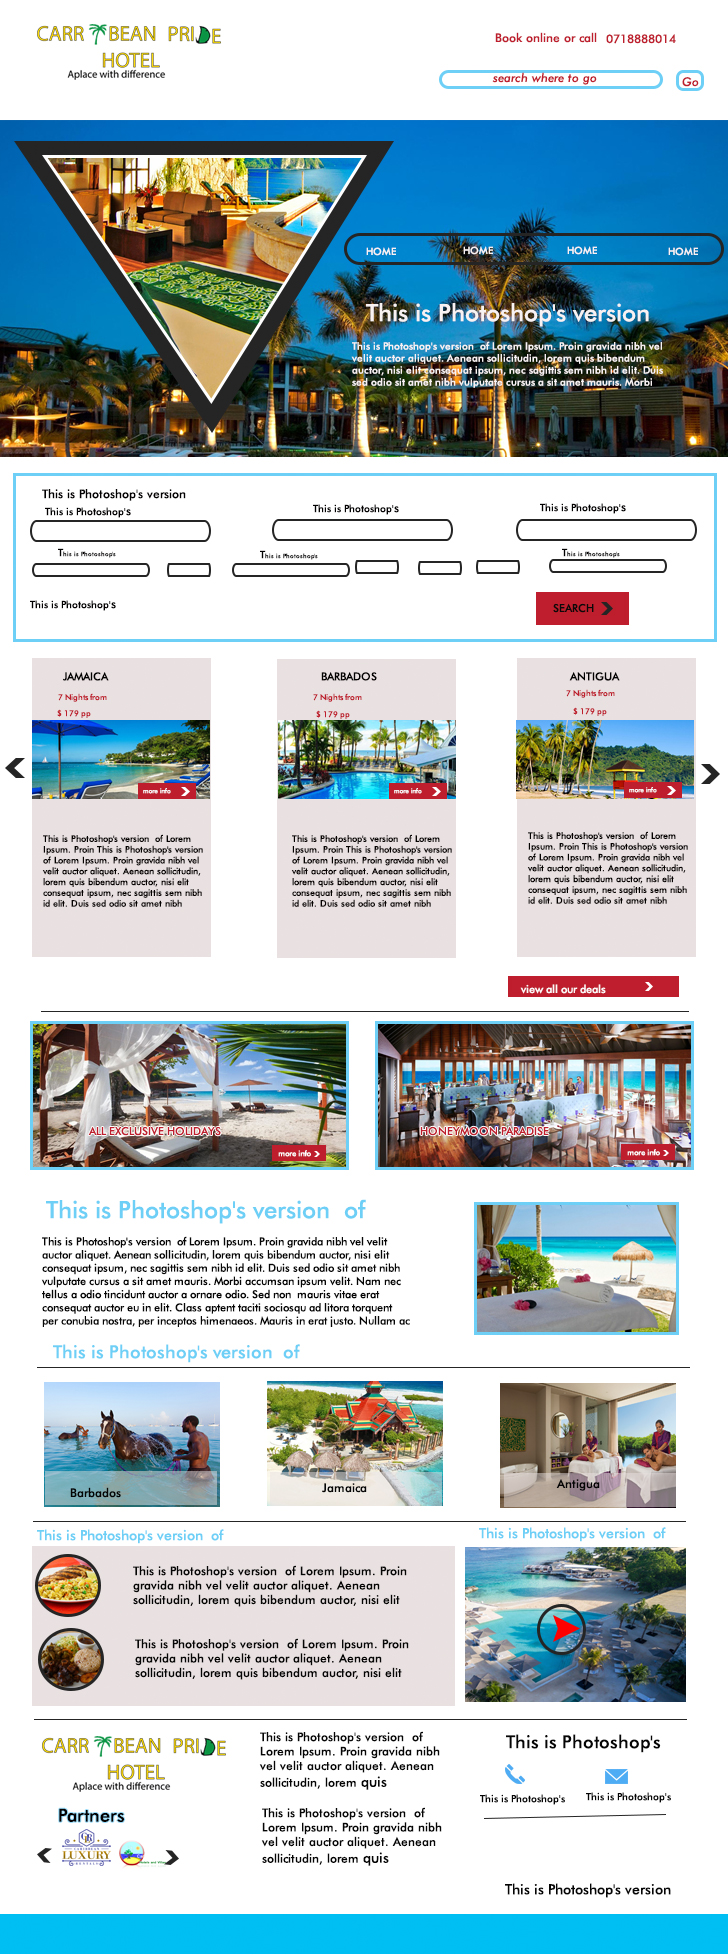 CARR BEAN PRIDE
HOTEL
Aplace with difference
Book online or call 0718888014
search where to go
Go
HOME HOME HOME HOME
This is Photoshop's version
This is Photoshop's version of Lorem Ipsum. Proin gravida nibh vel
velit auctor aliquet. Aenean sollicitudin, lorem quis bibendum
auctor, nisi elit consequat ipsum, nec sagittis sem nibh id elit. Duis
sed odio sit amet nibh vulputate cursus a sit amet mauris. Morbi
This is Photoshop's version
This is Photoshop's
This is Photoshop's
This is Photoshop's
This is Photoshop's
This is Photoshop's
This is Photoshop's
This is Photoshop's
SEARCH
JAMAICA
7 Nights from
$ 179 pp
more info
This is Photoshop's version of Lorem
Ipsum. Proin This is Photoshop's version
of Lorem Ipsum. Proin gravida nibh vel
velit auctor aliquet. Aenean sollicitudin,
lorem quis bibendum auctor, nisi elit
consequat ipsum, nec sagittis sem nibh
id elit. Duis sed odio sit amet nibh
BARBADOS
7 Nights from
$ 179 pp
more info
This is Photoshop's version of Lorem
Ipsum. Proin This is Photoshop's version
of Lorem Ipsum. Proin gravida nibh vel
velit auctor aliquet. Aenean sollicitudin,
lorem quis bibendum auctor, nisi elit
consequat ipsum, nec sagittis sem nibh
id elit. Duis sed odio sit amet nibh
ANTIGUA
7 Nights from
$ 179 pp
more info
This is Photoshop's version of Lorem
Ipsum. Proin This is Photoshop's version
of Lorem Ipsum. Proin gravida nibh vel
velit auctor aliquet. Aenean sollicitudin,
lorem quis bibendum auctor, nisi elit
consequat ipsum, nec sagittis sem nibh
id elit. Duis sed odio sit amet nibh
view all our deals
ALL EXCLUSIVE HOLIDAYS
more info
HONEYMOON PARADISE
more info
This is Photoshop's version of
This is Photoshop's version of Lorem Ipsum. Proin gravida nibh vel velit
auctor aliquet. Aenean sollicitudin, lorem quis bibendum auctor, nisi elit
consequat ipsum, nec sagittis sem nibh id elit. Duis sed odio sit amet nibh
vulputate cursus a sit amet mauris. Morbi accumsan ipsum velit. Nam nec
tellus a odio tincidunt auctor a ornare odio. Sed non mauris vitae erat
consequat auctor eu in elit. Class aptent taciti sociosqu ad litora torquent
per conubia nostra, per inceptos himenaeos. Mauris in erat justo. Nullam ac
This is Photoshop's version of
Barbados
Jamaica
Antigua
This is Photoshop's version of
This is Photoshop's version of Lorem Ipsum. Proin
gravida nibh vel velit auctor aliquet. Aenean
sollicitudin, lorem quis bibendum auctor, nisi elit
This is Photoshop's version of Lorem Ipsum. Proin
gravida nibh vel velit auctor aliquet. Aenean
sollicitudin, lorem quis bibendum auctor, nisi elit
This is Photoshop's version of
CARR BEAN PRIDE
HOTEL
Aplace with difference
Partners
CARIBBEAN
LUXURY
RENTALS
This is Photoshop's version of
Lorem Ipsum. Proin gravida nibh
vel velit auctor aliquet. Aenean
sollicitudin, lorem quis
This is Photoshop's version of
Lorem Ipsum. Proin gravida nibh
vel velit auctor aliquet. Aenean
sollicitudin, lorem quis
This is Photoshop's
This is Photoshop's
This is Photoshop's
This is Photoshop's version